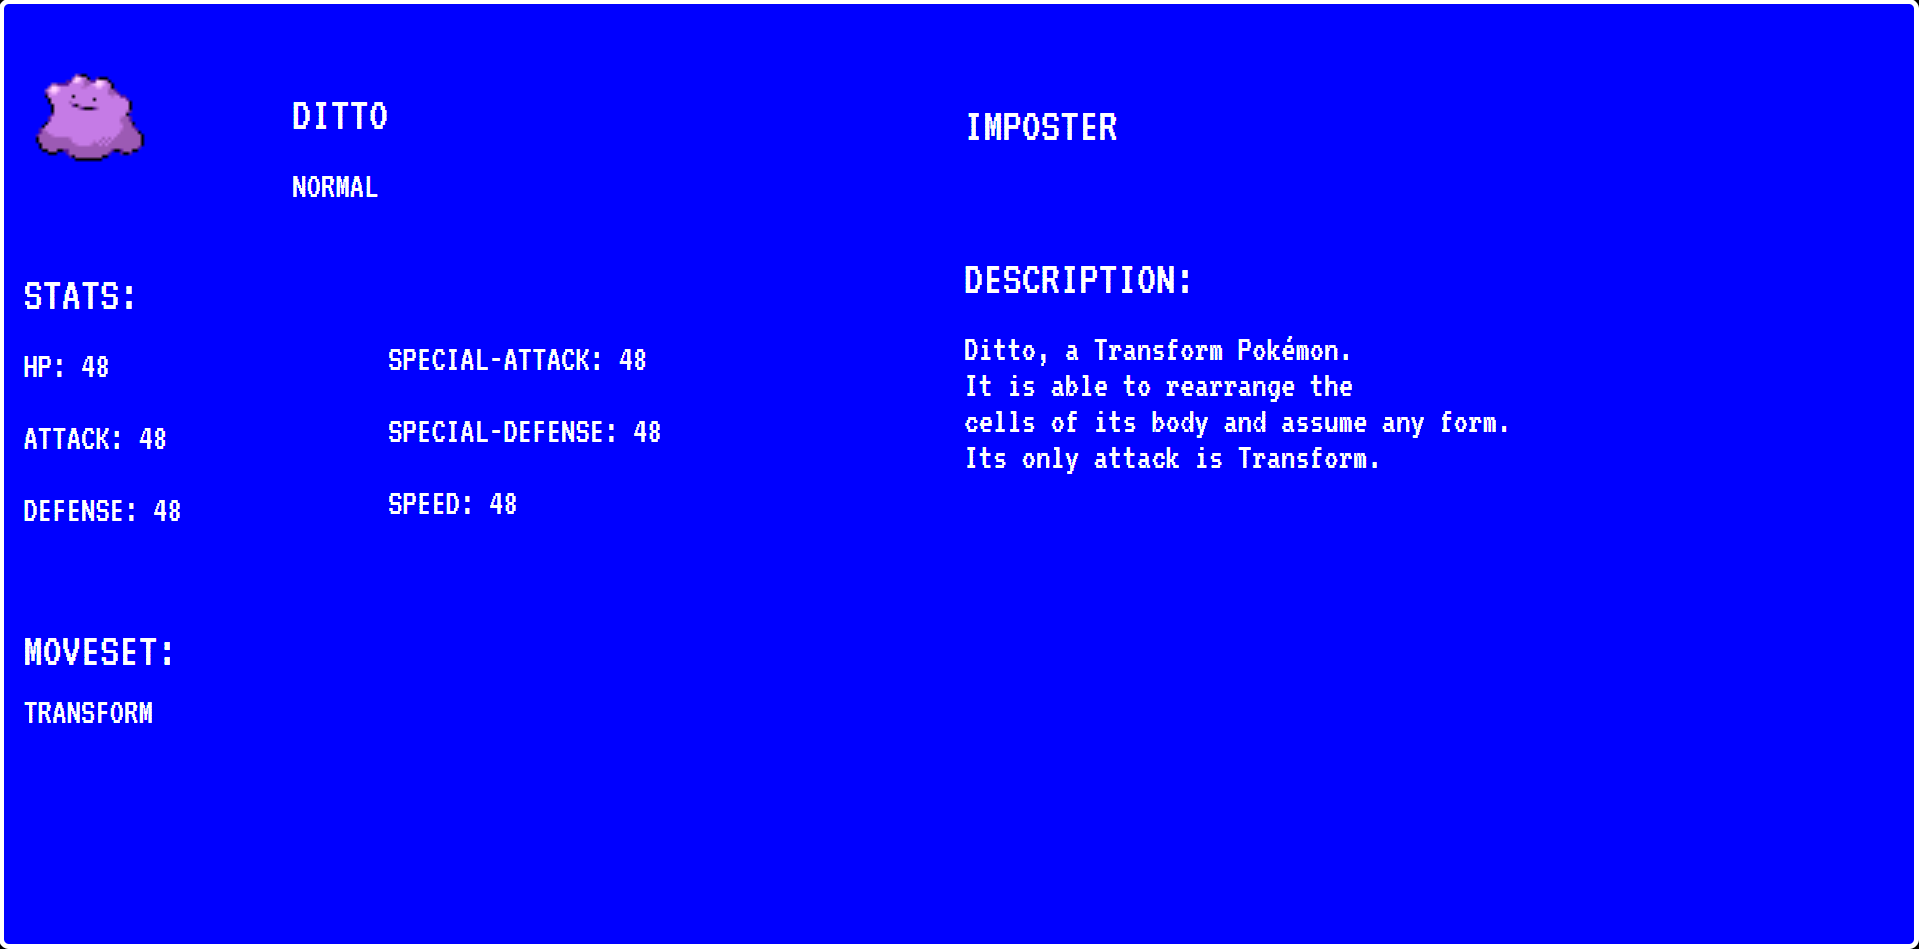 DITTO
NORMAL
IMPOSTER
STATS:
HP: 48
ATTACK: 48
DEFENSE: 48
SPECIAL-ATTACK: 48
SPECIAL-DEFENSE: 48
SPEED: 48
MOVESET:
TRANSFORM
DESCRIPTION:
Ditto, a Transform Pokémon.
It is able to rearrange the
cells of its body and assume any form.
Its only attack is Transform.